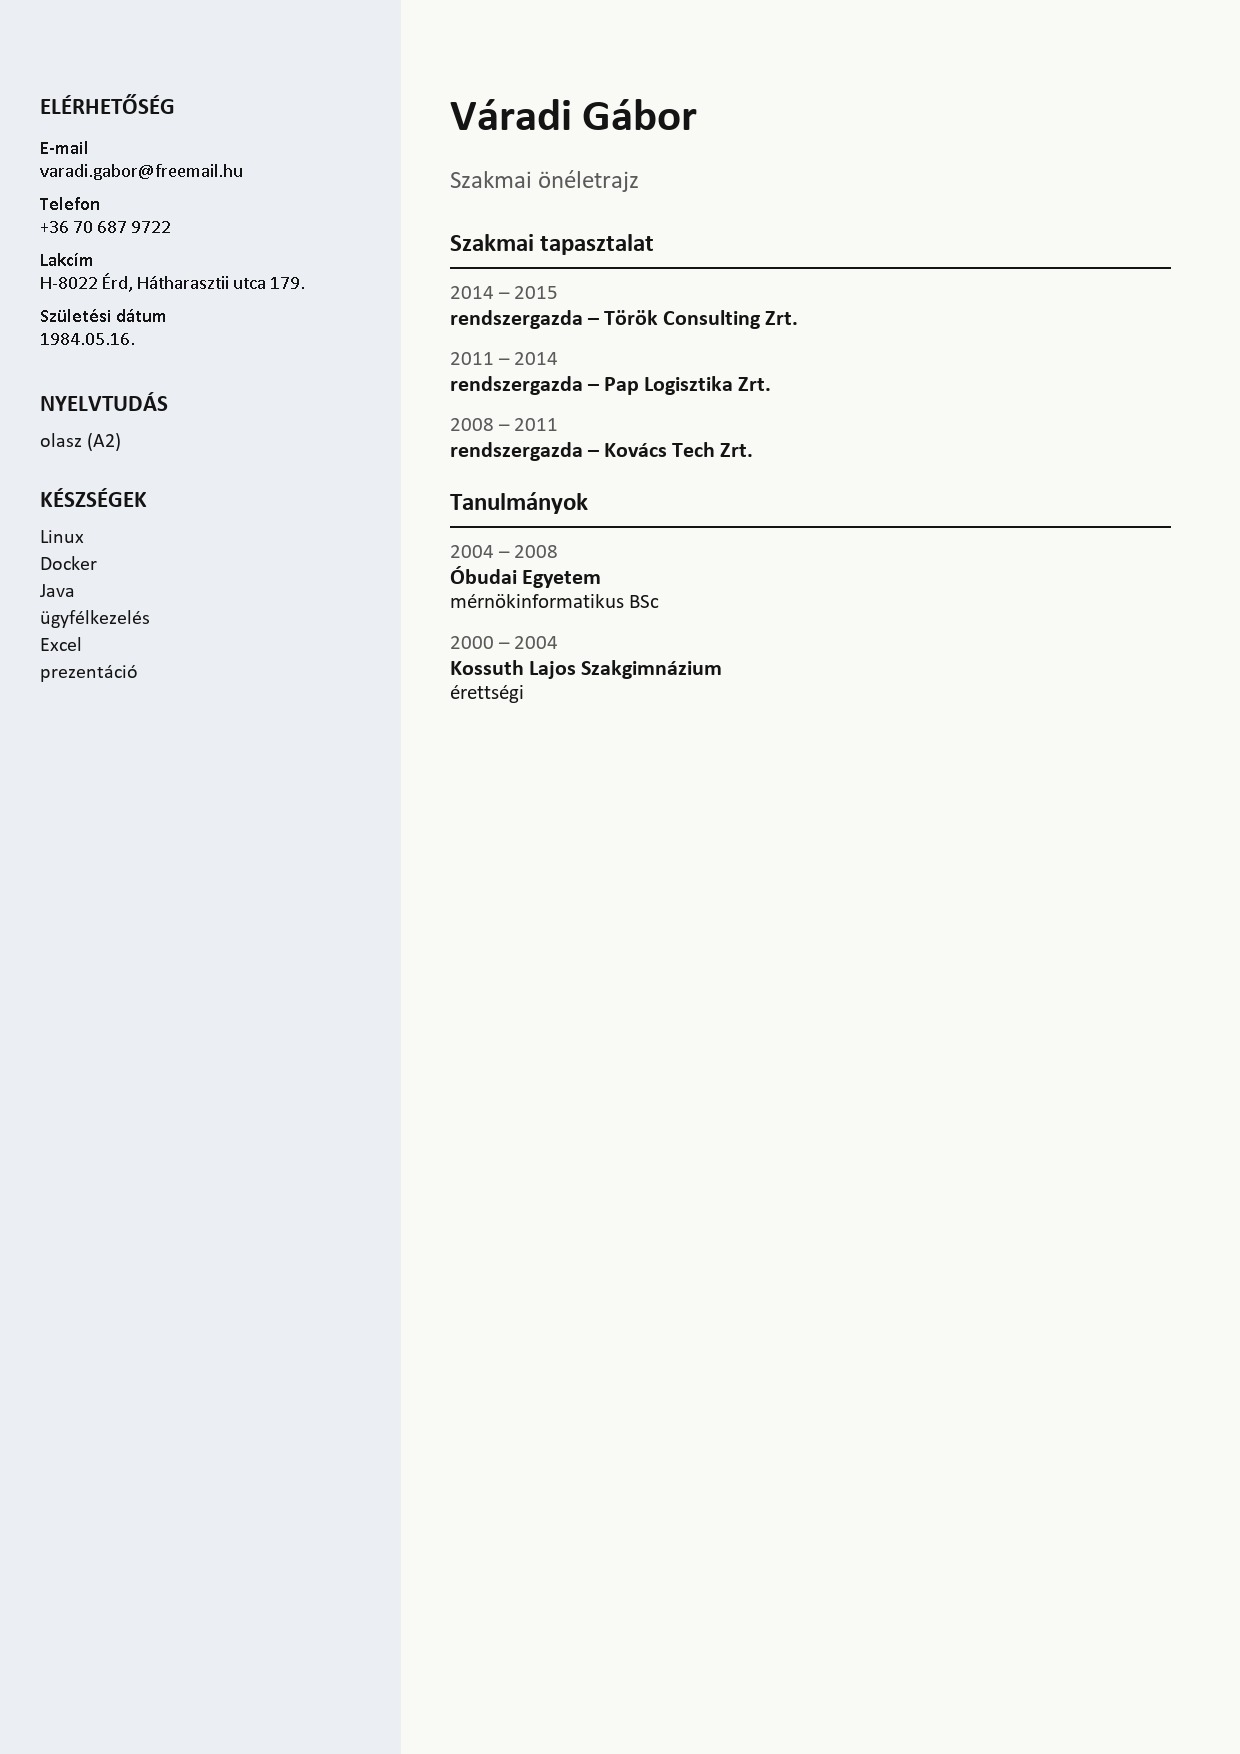 ELÉRHETŐSÉG
E-mail
varadi.gabor@freemail.hu
Telefon
+36 70 687 9722
Lakcím
H-8022 Érd, Hátharasztii utca 179.
Születési dátum
1984.05.16.
NYELVTUDÁS
olasz (A2)
KÉSZSÉGEK
Linux
Docker
Java
ügyfélkezelés
Excel
prezentáció
Váradi Gábor
Szakmai önéletrajz
Szakmai tapasztalat
2014 – 2015
rendszergazda – Török Consulting Zrt.
2011 – 2014
rendszergazda – Pap Logisztika Zrt.
2008 – 2011
rendszergazda – Kovács Tech Zrt.
Tanulmányok
2004 – 2008
Óbudai Egyetem
mérnökinformatikus BSc
2000 – 2004
Kossuth Lajos Szakgimnázium
érettségi